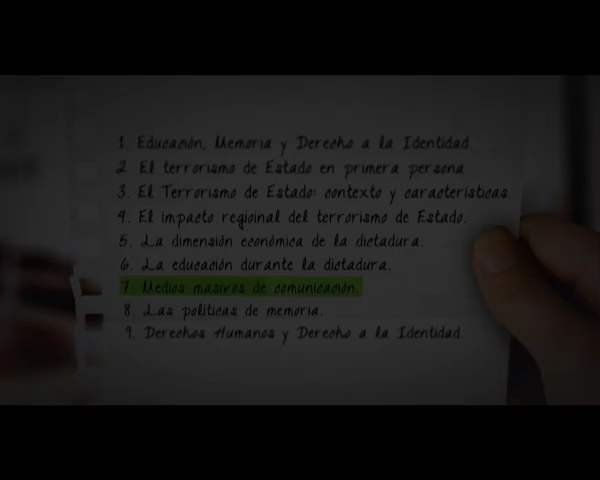 1. Educación, Memoria y Derecho a la Identidad.
2. El terrorismo de Estado en primera persona.
3. El Terrorismo de Estado: contexto y características.
4. El impacto regioinal del terrorismo de Estado.
5. La dimensión económica de la dictadura.
6. La educación durante la dictadura.
7. Medios masivos de comunicación.
8. Las políticas de memoria.
9. Derechos Humanos y Derecho a la Identidad.